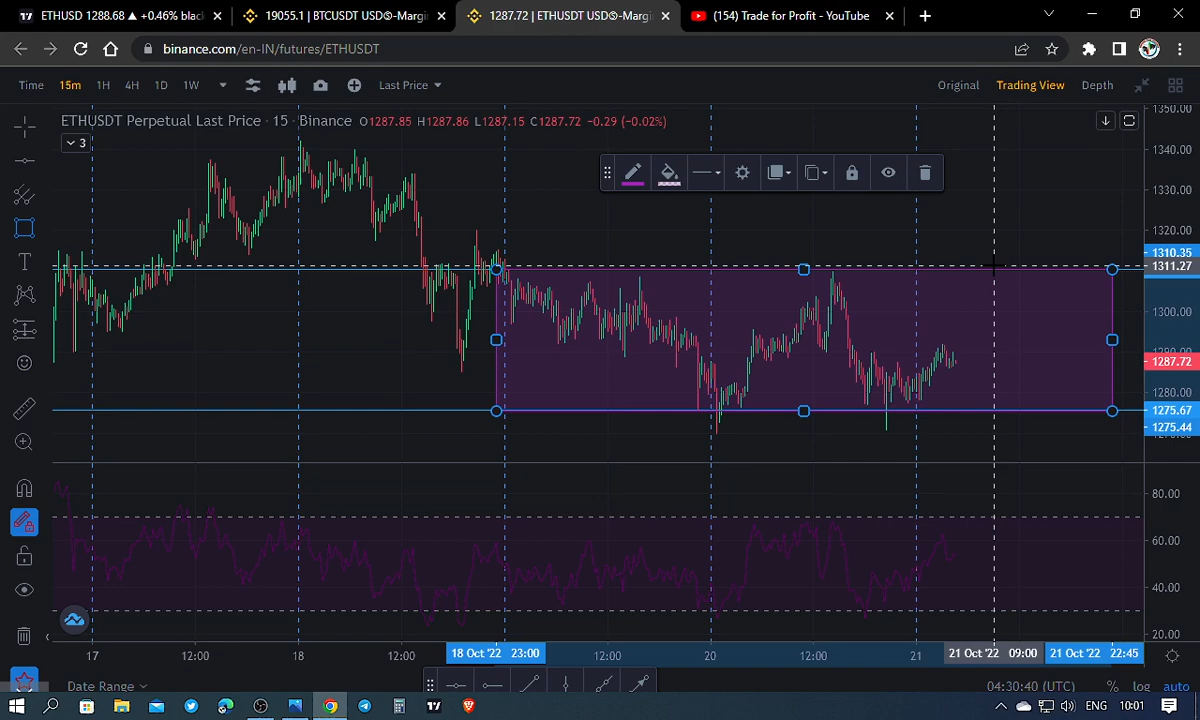 ETHUSD 1288.68 ▲ +0.46% blac
19055.1 | BTCUSDT USDⓈ-Margi
1287.72 | ETHUSDT USDⓈ-Margi
(154) Trade for Profit - YouTube
binance.com/en-IN/futures/ETHUSDT
Time 15m 1H 4H 1D 1W Last Price Original Trading View Depth
ETHUSDT Perpetual Last Price · 15 · Binance O1287.85 H1287.86 L1287.15 C1287.72 -0.29 (-0.02%)
3
1350.00
1340.00
1330.00
1320.00
1310.35
1311.27
1300.00
1287.72
1280.00
1275.67
1275.44
80.00
60.00
40.00
20.00
17 12:00 18 12:00 18 Oct '22 23:00 12:00 20 12:00 21 21 Oct '22 09:00 21 Oct '22 22:45
Date Range 04:30:40 (UTC) % log auto
ENG 10:01